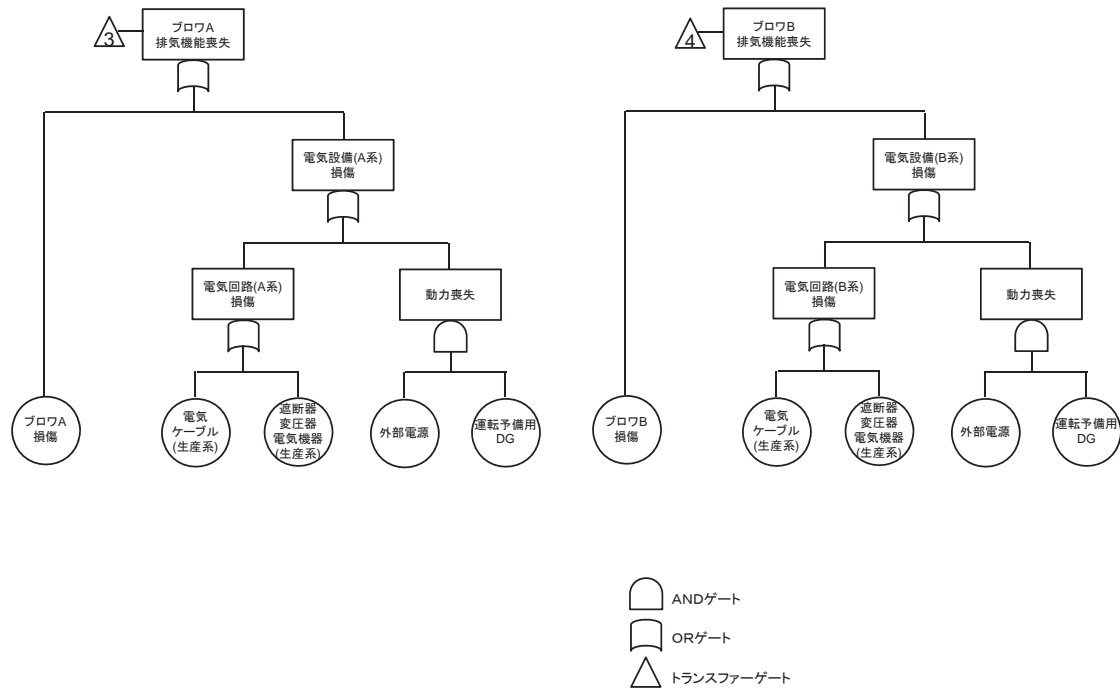 3
ブロワA
排気機能喪失
電気設備(A系)
損傷
電気回路(A系)
損傷
動力喪失
ブロワA
損傷
電気
ケーブル
(生産系)
遮断器
変圧器
電気機器
(生産系)
外部電源
運転予備用
DG
4
ブロワB
排気機能喪失
電気設備(B系)
損傷
電気回路(B系)
損傷
動力喪失
ブロワB
損傷
電気
ケーブル
(生産系)
遮断器
変圧器
電気機器
(生産系)
外部電源
運転予備用
DG
ANDゲート
ORゲート
トランスファーゲート